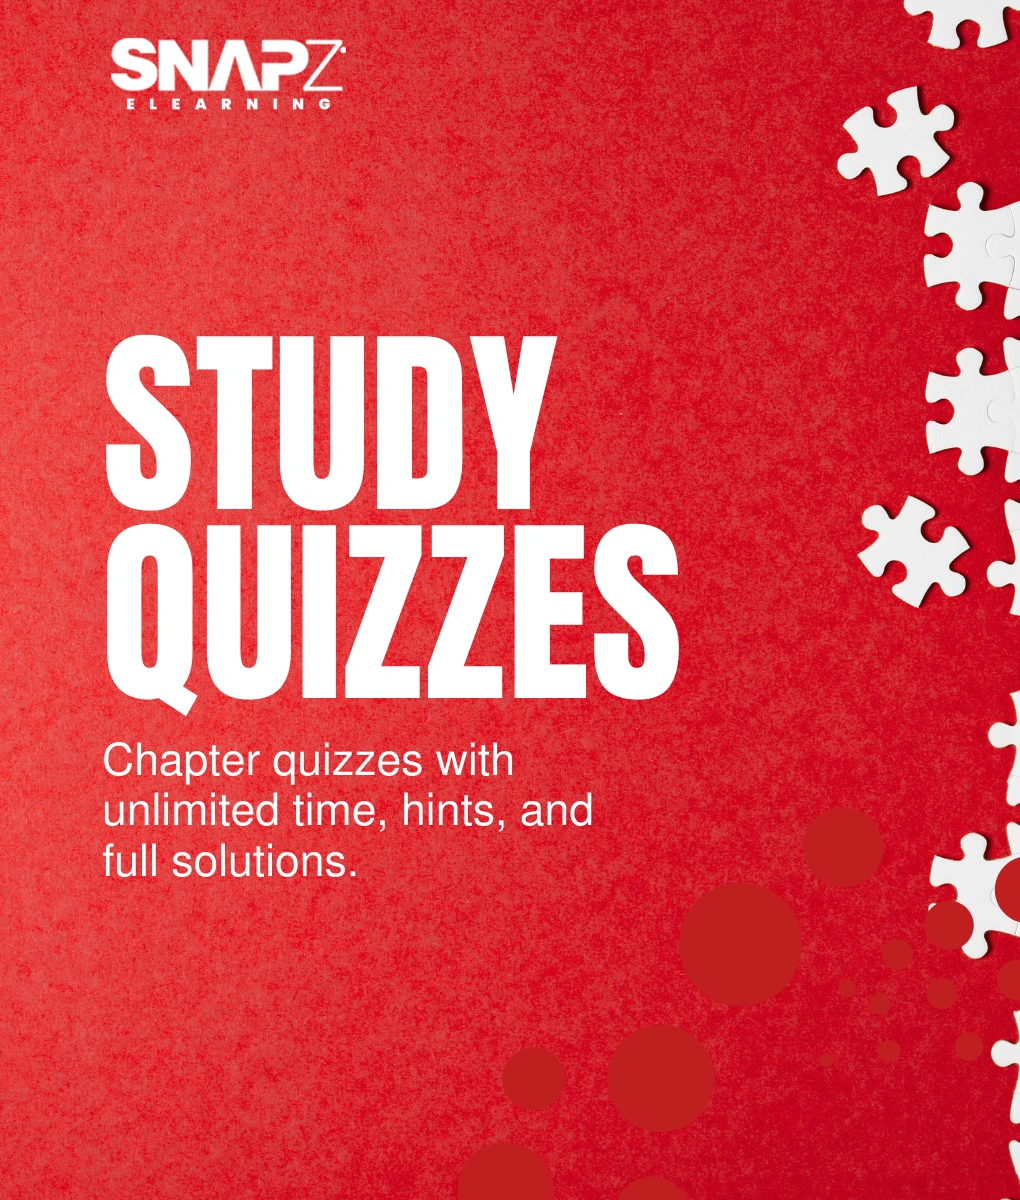 SNAPZ
ELEARNING
STUDY
QUIZZES
Chapter quizzes with
unlimited time, hints, and
full solutions.